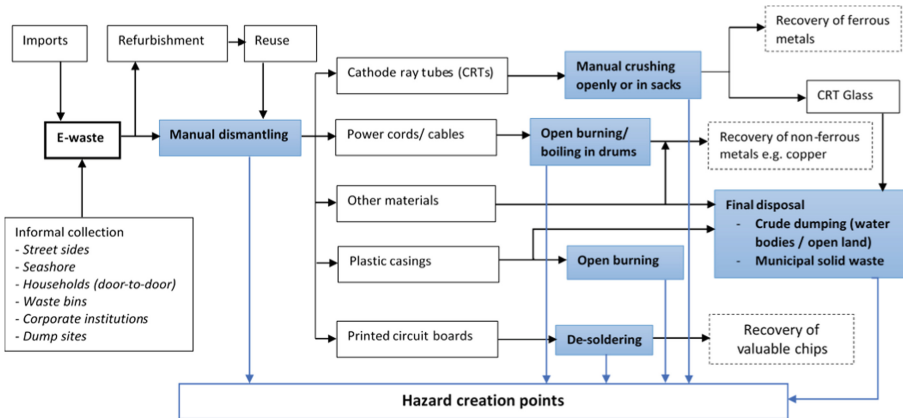 Imports
Refurbishment
Reuse
Recovery of ferrous
metals
Cathode ray tubes (CRTs)
Manual crushing
openly or in sacks
CRT Glass
E-waste
Manual dismantling
Power cords/ cables
Open burning/
boiling in drums
Recovery of non-ferrous
metals e.g. copper
Other materials
Final disposal
- Crude dumping (water
bodies / open land)
- Municipal solid waste
Informal collection
- Street sides
- Seashore
- Households (door-to-door)
- Waste bins
- Corporate institutions
- Dump sites
Plastic casings
Open burning
Printed circuit boards
De-soldering
Recovery of
valuable chips
Hazard creation points